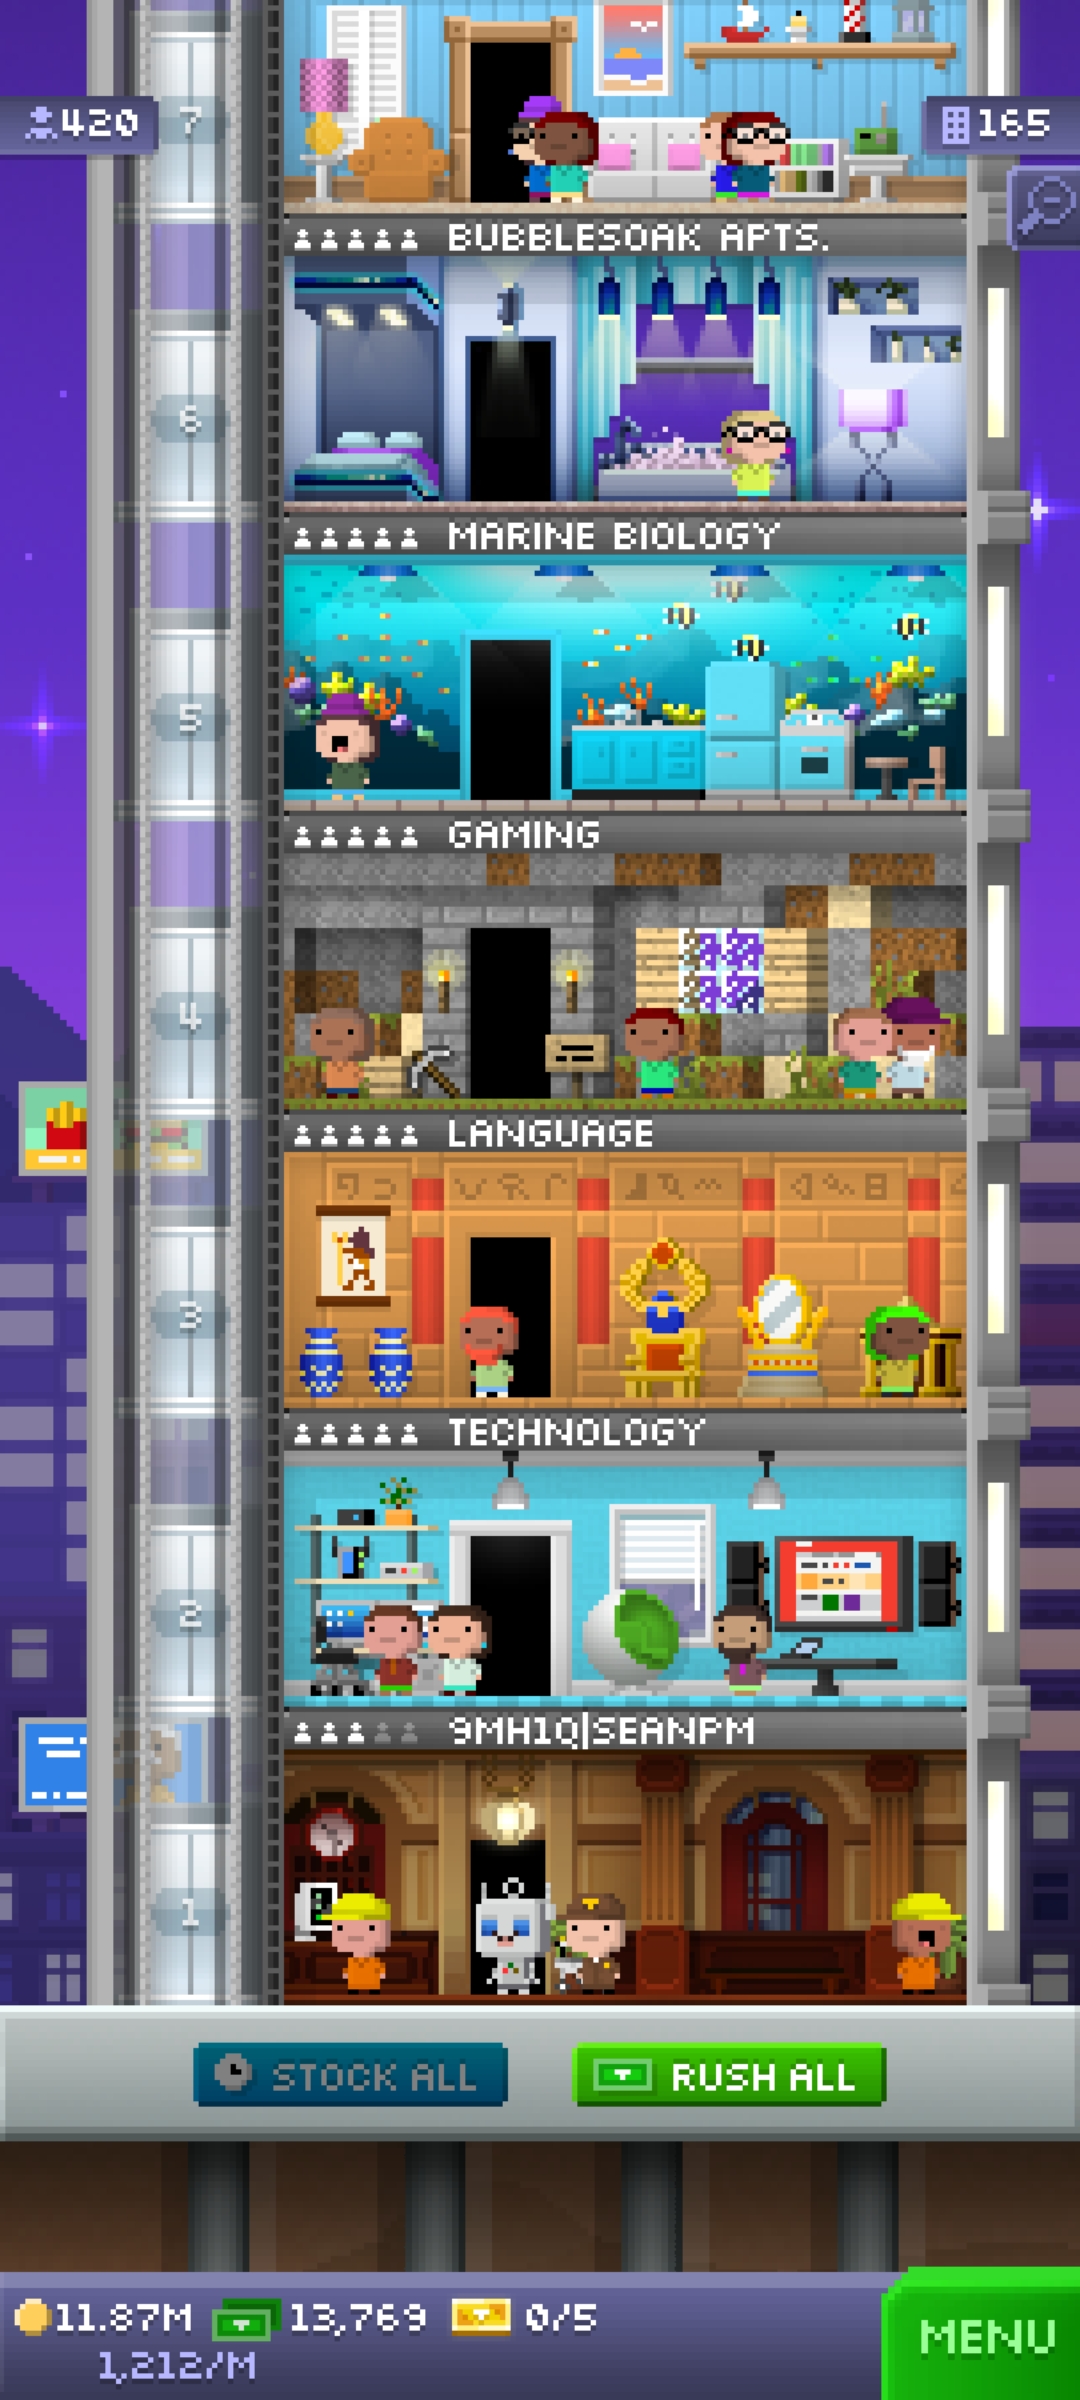 7
420
165
BUBBLESOAK APTS.
6
MARINE BIOLOGY
5
GAMING
4
LANGUAGE
3
TECHNOLOGY
2
9MH1Q|SEANPM
1
STOCK ALL
RUSH ALL
11.87M
13,769
0/5
1,212/M
MENU